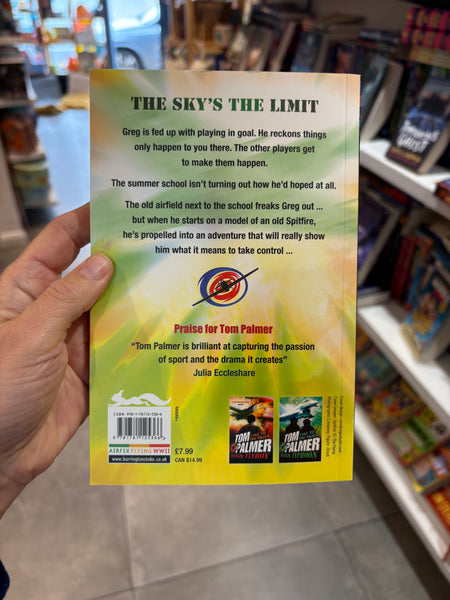 THE SKY'S THE LIMIT
Greg is fed up with playing in goal. He reckons things
only happen to you there. The other players get
to make them happen.
The summer school isn't turning out how he'd hoped at all.
The old airfield next to the school freaks Greg out ...
but when he starts on a model of an old Spitfire,
he's propelled into an adventure that will really show
him what it means to take control ...
Praise for Tom Palmer
"Tom Palmer is brilliant at capturing the passion
of sport and the drama it creates"
Julia Eccleshare
AIRFIX FLYING WWII
www.barringtonstoke.co.uk
£7.99
CAN $14.99
TOM
PALMER
WINGS: FLYBOY
TOM
PALMER
WINGS: TYPHOON